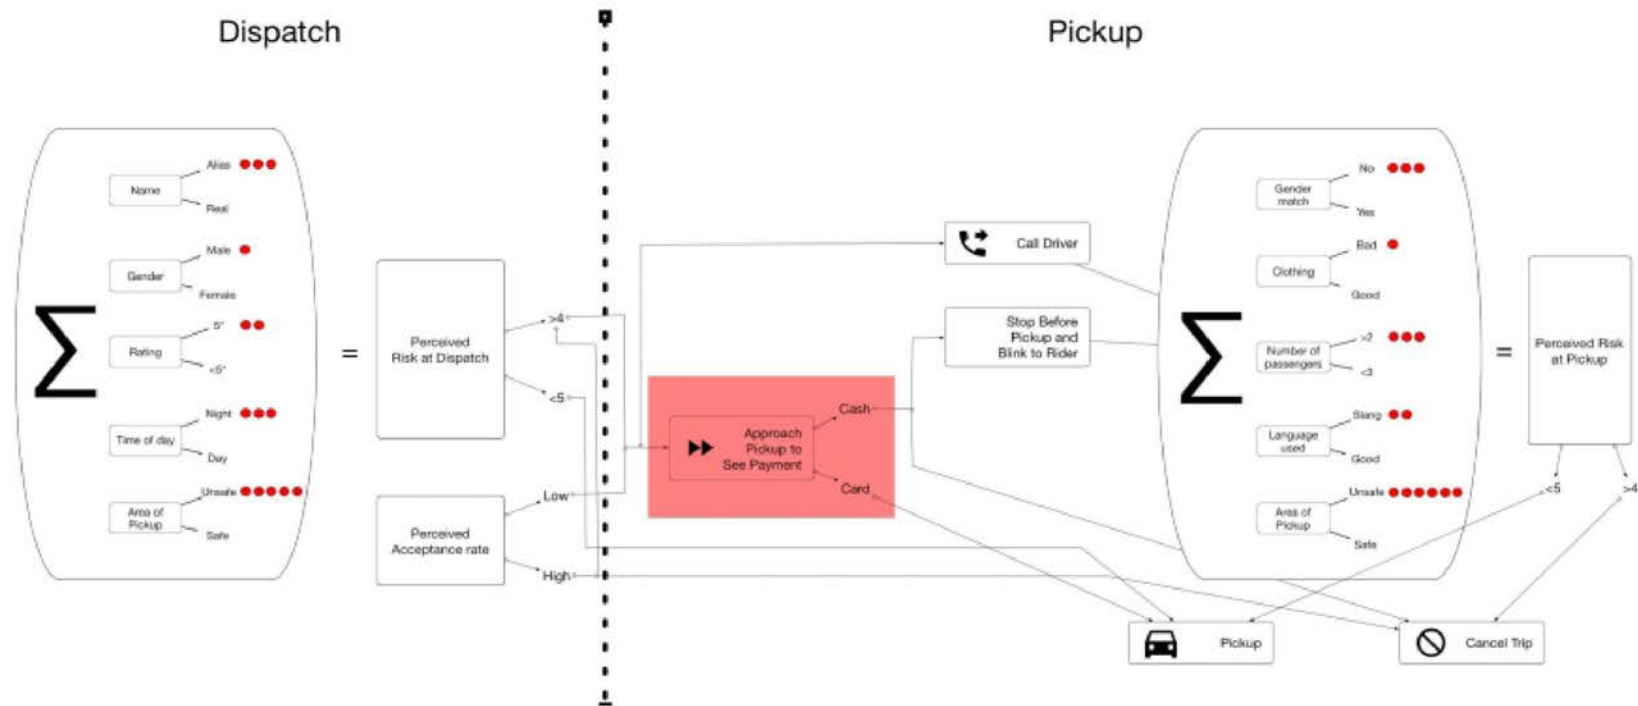 Dispatch
Pickup
Alias
Name
Real
Male
Gender
Female
5*
Rating
<5*
Night
Time of day
Day
Unsafe
Area of
Pickup
Safe
Σ
=
Perceived
Risk at Dispatch
>4
<5
Perceived
Acceptance rate
Low
High
Approach
Pickup to
See Payment
Cash
Card
Call Driver
Stop Before
Pickup and
Blink to Rider
Σ
No
Gender
match
Yes
Bad
Clothing
Good
>2
Number of
passengers
<3
Slang
Language
used
Good
Unsafe
Area of
Pickup
Safe
=
Perceived Risk
at Pickup
<5
>4
Pickup
Cancel Trip